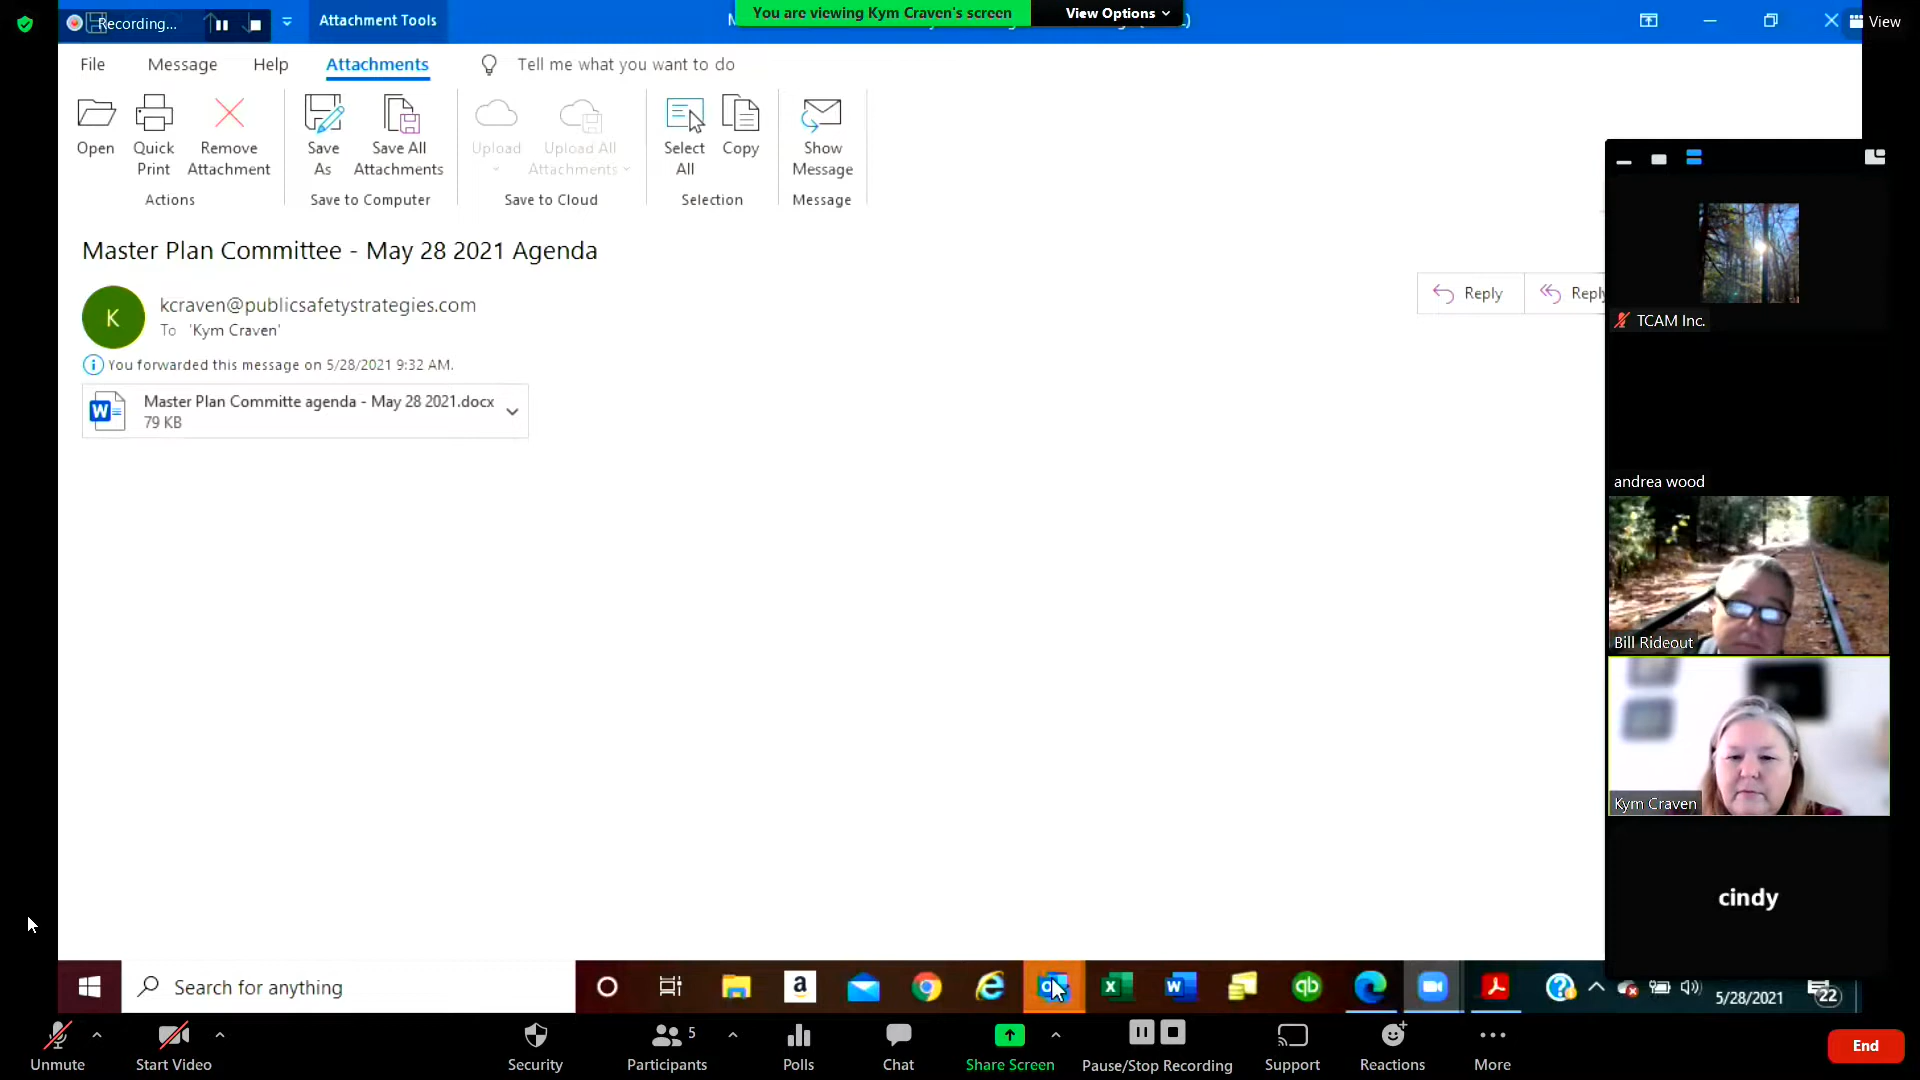 Recording...
Attachment Tools
You are viewing Kym Craven's screen
View Options
View
File
Message
Help
Attachments
Tell me what you want to do
Open
Quick
Print
Remove
Attachment
Save
As
Save All
Attachments
Upload
Upload All
Attachments
Select
All
Copy
Show
Message
Actions
Save to Computer
Save to Cloud
Selection
Message
Master Plan Committee - May 28 2021 Agenda
K
kcraven@publicsafetystrategies.com
To 'Kym Craven'
Reply
You forwarded this message on 5/28/2021 9:32 AM.
Master Plan Committe agenda - May 28 2021.docx
79 KB
TCAM Inc.
andrea wood
Bill Rideout
Kym Craven
cindy
Search for anything
5/28/2021
22
Unmute
Start Video
Security
Participants
5
Polls
Chat
Share Screen
Pause/Stop Recording
Support
Reactions
More
End